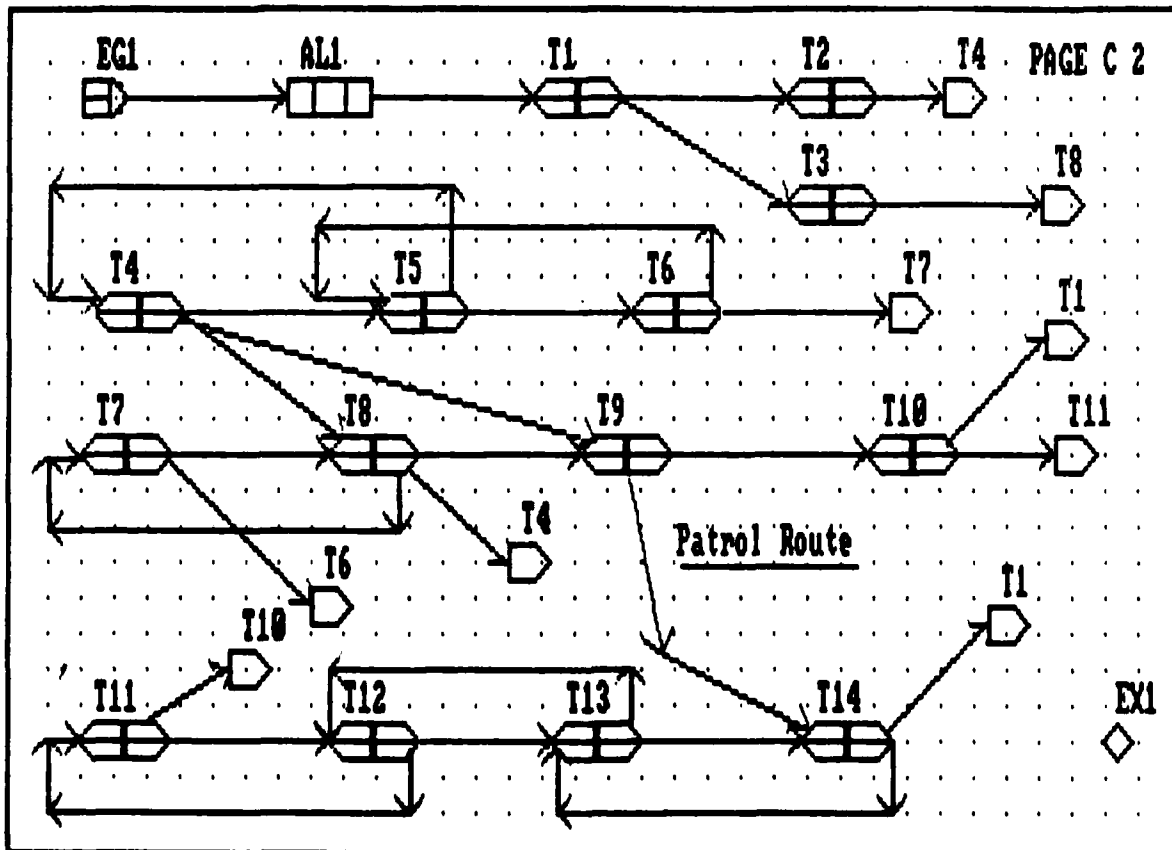 EG1 AL1 T1 T2 T4 PAGE C 2
T3 T8
T4 T5 T6 T7 T1
T7 T8 T9 T10 T11
T4 Patrol Route
T6 T1
T10
T11 T12 T13 T14 EX1